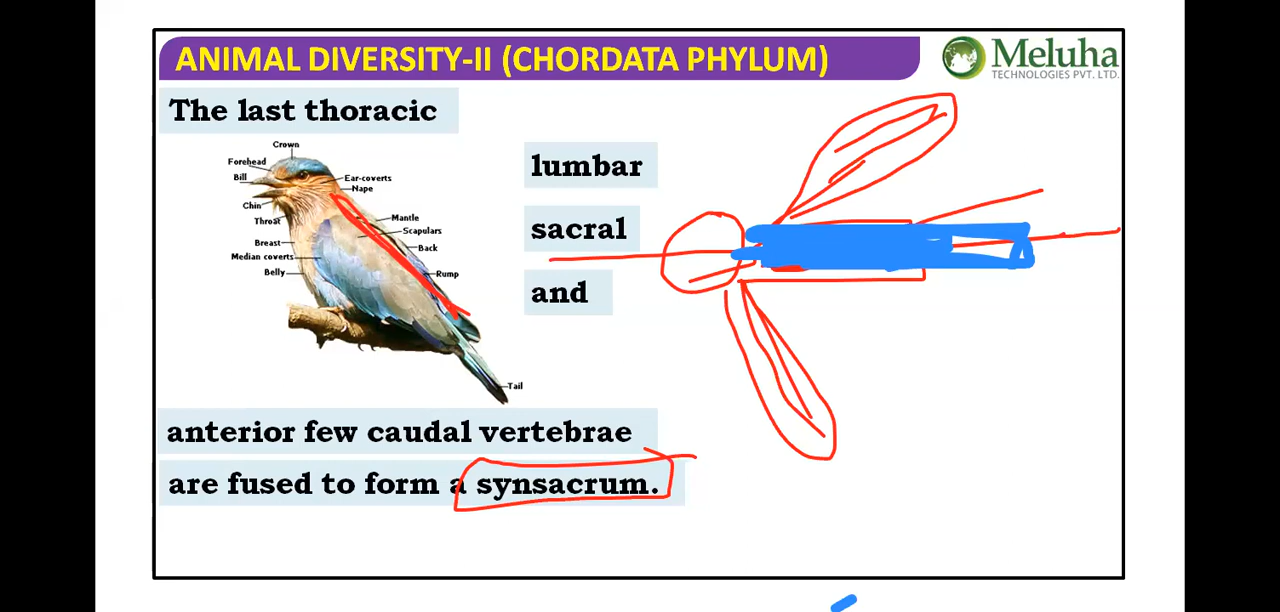 ANIMAL DIVERSITY-II (CHORDATA PHYLUM)
Meluha
TECHNOLOGIES PVT. LTD.
The last thoracic
Crown
Forehead
Bill
Ear-coverts
Nape
Chin
Throat
Mantle
Scapulars
Breast
Back
Median coverts
Belly
Rump
Tail
lumbar
sacral
and
anterior few caudal vertebrae
are fused to form a synsacrum.